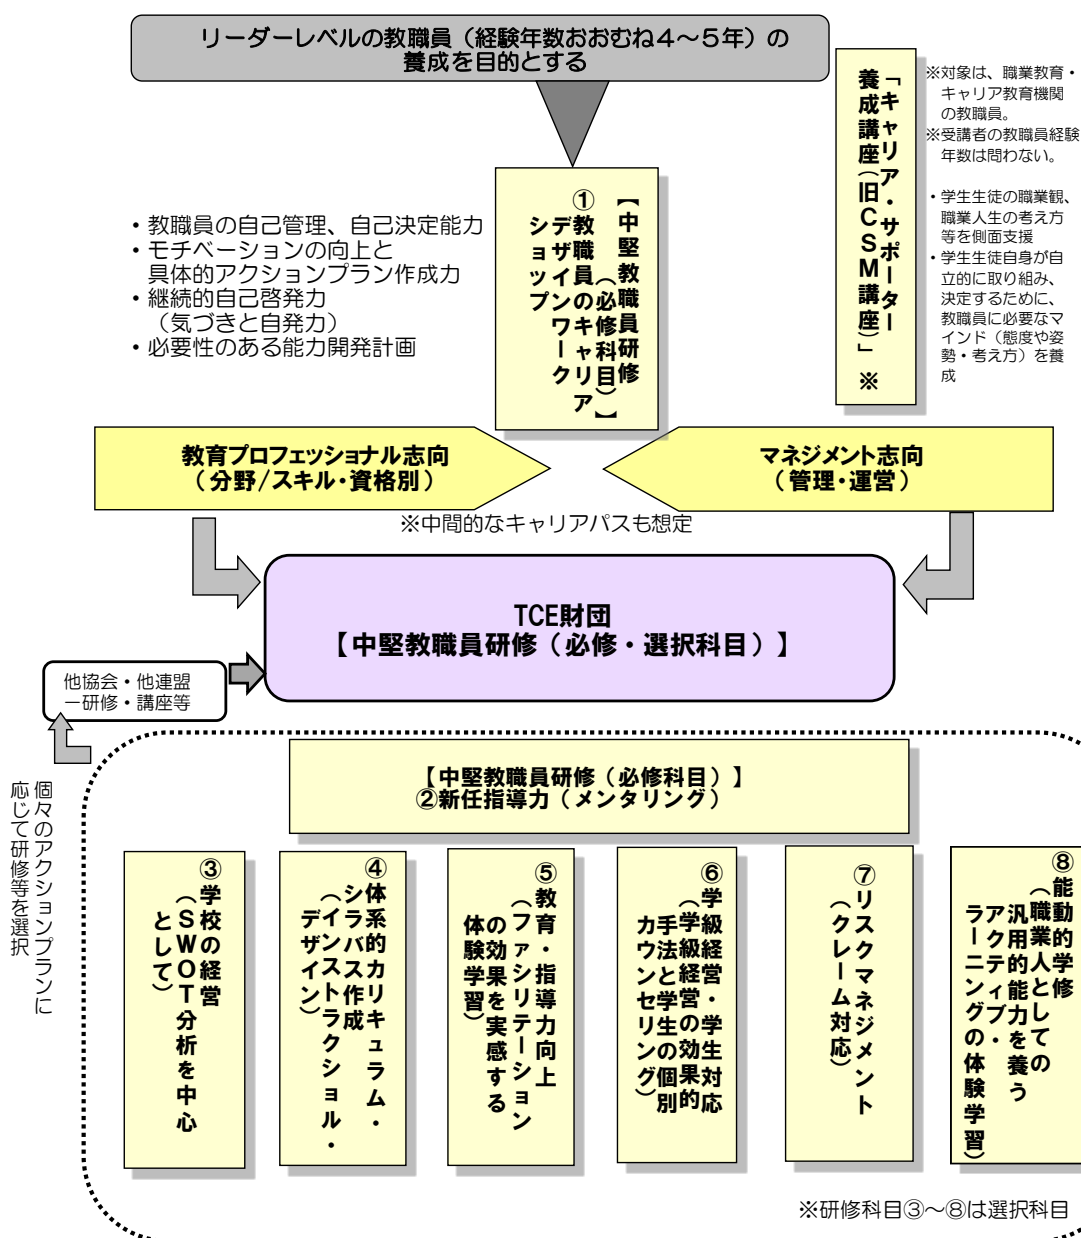 リーダーレベルの教職員（経験年数おおむね４～５年）の
養成を目的とする
「キャリア・サポーター
養成講座（旧ＣＳＭ講座）」※
※対象は、職業教育・
キャリア教育機関
の教職員。
※受講者の教職員経験
年数は問わない。
・学生生徒の職業観、
職業人生の考え方
等を側面支援
・学生生徒自身が自
立的に取り組み、
決定するために、
教職員に必要なマ
インド（態度や姿
勢・考え方）を養
成
【中堅教職員研修
（必修科目）】
①教職員のキャリア
デザインワーク
ショップ
・教職員の自己管理、自己決定能力
・モチベーションの向上と
具体的アクションプラン作成力
・継続的自己啓発力
（気づきと自発力）
・必要性のある能力開発計画
教育プロフェッショナル志向
（分野/スキル・資格別）
マネジメント志向
（管理・運営）
※中間的なキャリアパスも想定
TCE財団
【中堅教職員研修（必修・選択科目）】
他協会・他連盟
ー研修・講座等
個々のアクションプランに
応じて研修等を選択
【中堅教職員研修（必修科目）】
②新任指導力（メンタリング）
③学校の経営
（ＳＷＯＴ分析を中心
として）
④体系的カリキュラム・
シラバス作成
（インストラクショナル・
デザイン）
⑤教育・指導力向上
（ファシリテーション
の効果を実感する
体験学習）
⑥学級経営・学生対応
（学級経営の効果的
手法と学生の個別
カウンセリング）
⑦リスクマネジメント
（クレーム対応）
⑧能動的学修
（職業人としての
汎用的能力を養う
アクティブ・
ラーニングの体験学習）
※研修科目③～⑧は選択科目